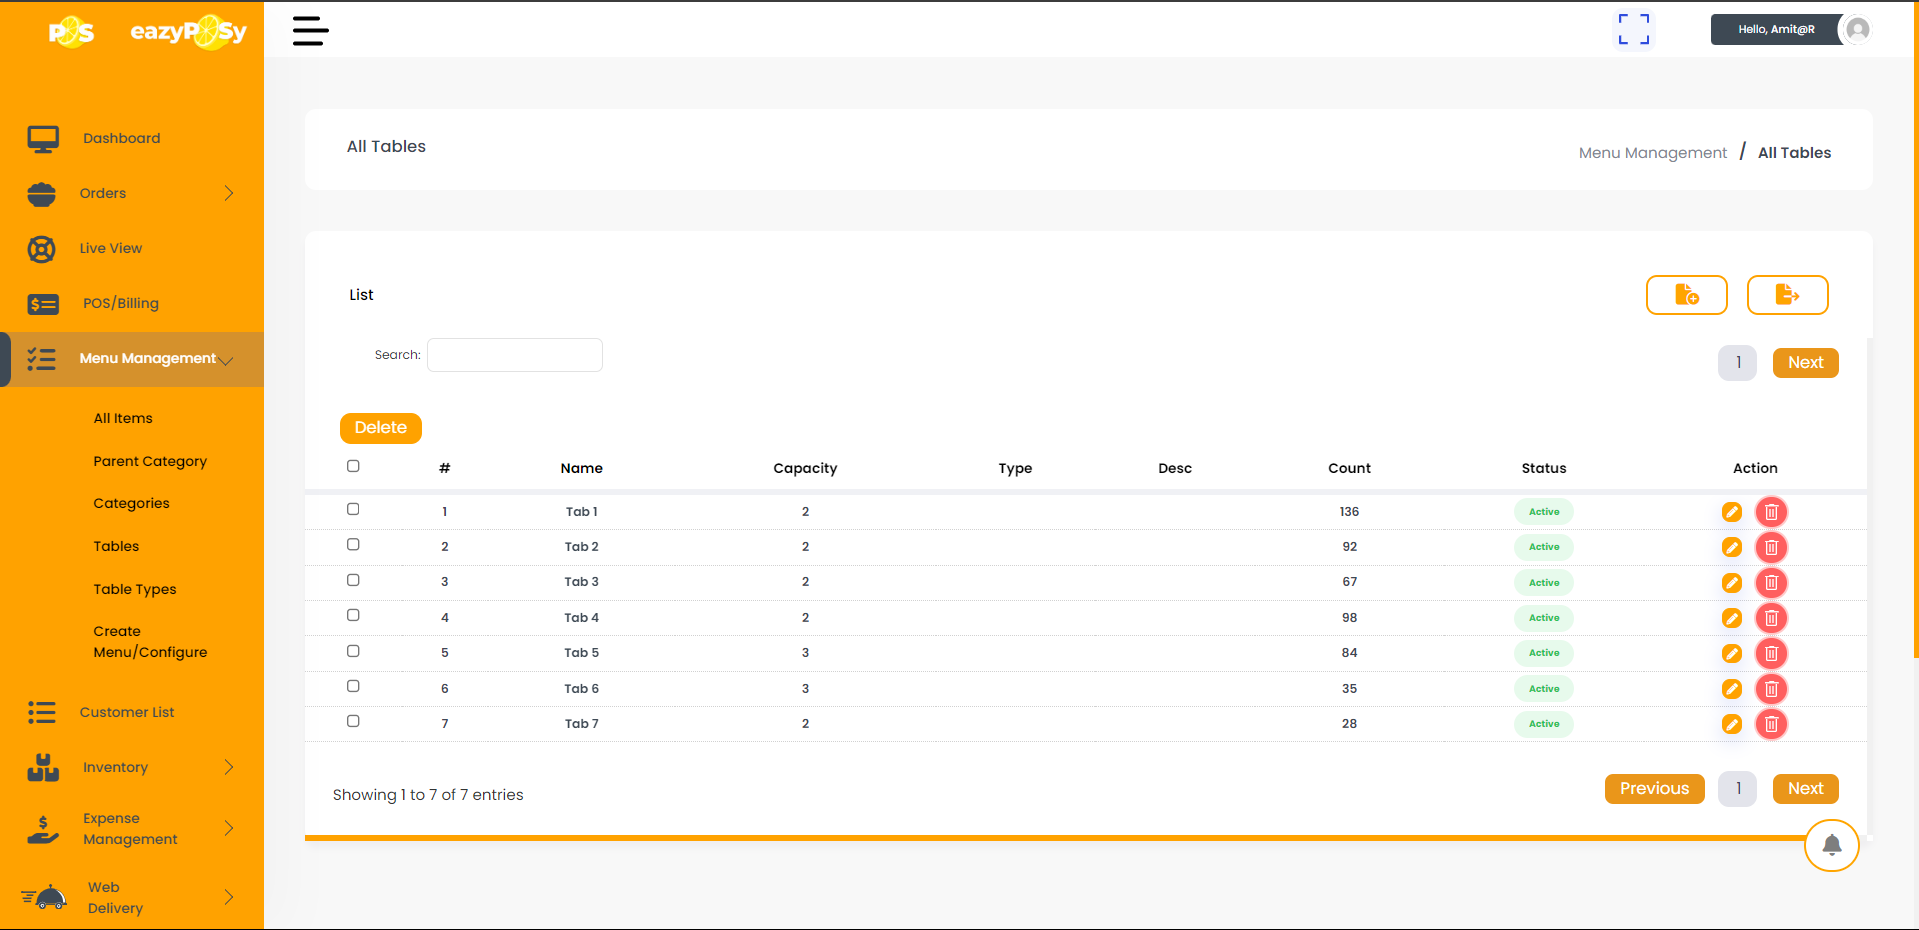 POS eazyPOSy
Hello, Amit@R
Dashboard
Orders
Live View
POS/Billing
Menu Management
All Items
Parent Category
Categories
Tables
Table Types
Create
Menu/Configure
Customer List
Inventory
Expense
Management
Web
Delivery
All Tables
Menu Management / All Tables
List
Search:
1 Next
Delete
# Name Capacity Type Desc Count Status Action
1 Tab 1 2 136 Active
2 Tab 2 2 92 Active
3 Tab 3 2 67 Active
4 Tab 4 2 98 Active
5 Tab 5 3 84 Active
6 Tab 6 3 35 Active
7 Tab 7 2 28 Active
Showing 1 to 7 of 7 entries
Previous 1 Next